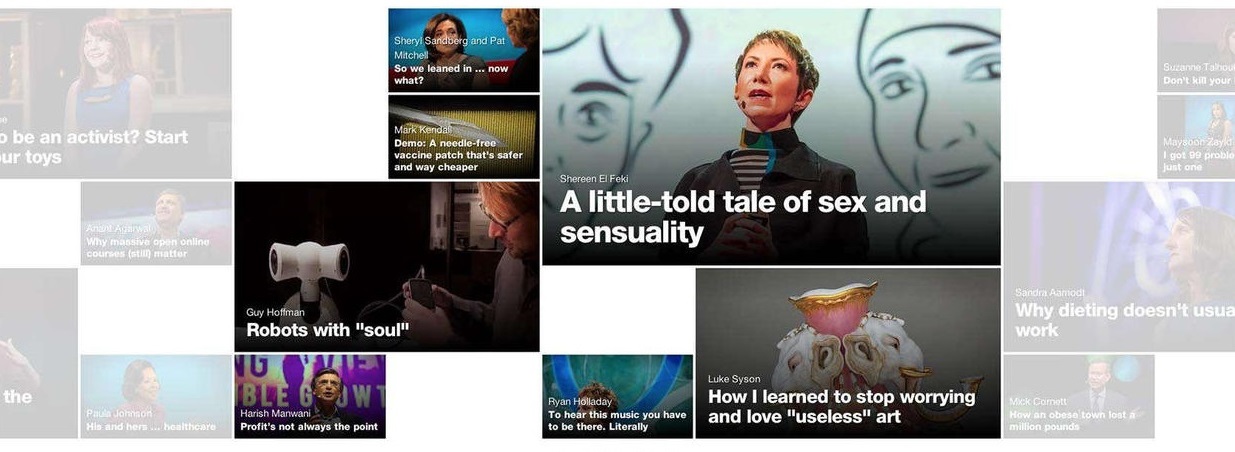 e
o be an activist? Start
ur toys
Anant Agarwal
Why massive open online
courses (still) matter
the
Paula Johnson
His and hers ... healthcare
Sheryl Sandberg and Pat
Mitchell
So we leaned in ... now
what?
Mark Kendall
Demo: A needle-free
vaccine patch that's safer
and way cheaper
Guy Hoffman
Robots with "soul"
Harish Manwani
Profit's not always the point
Shereen El Feki
A little-told tale of sex and
sensuality
Ryan Holladay
To hear this music you have
to be there. Literally
Luke Syson
How I learned to stop worrying
and love "useless" art
Suzanne Talhou
Don't kill your
Maysoon Zayid
I got 99 proble
just one
Sandra Aamodt
Why dieting doesn't usua
work
Mick Cornett
How an obese town lost a
million pounds